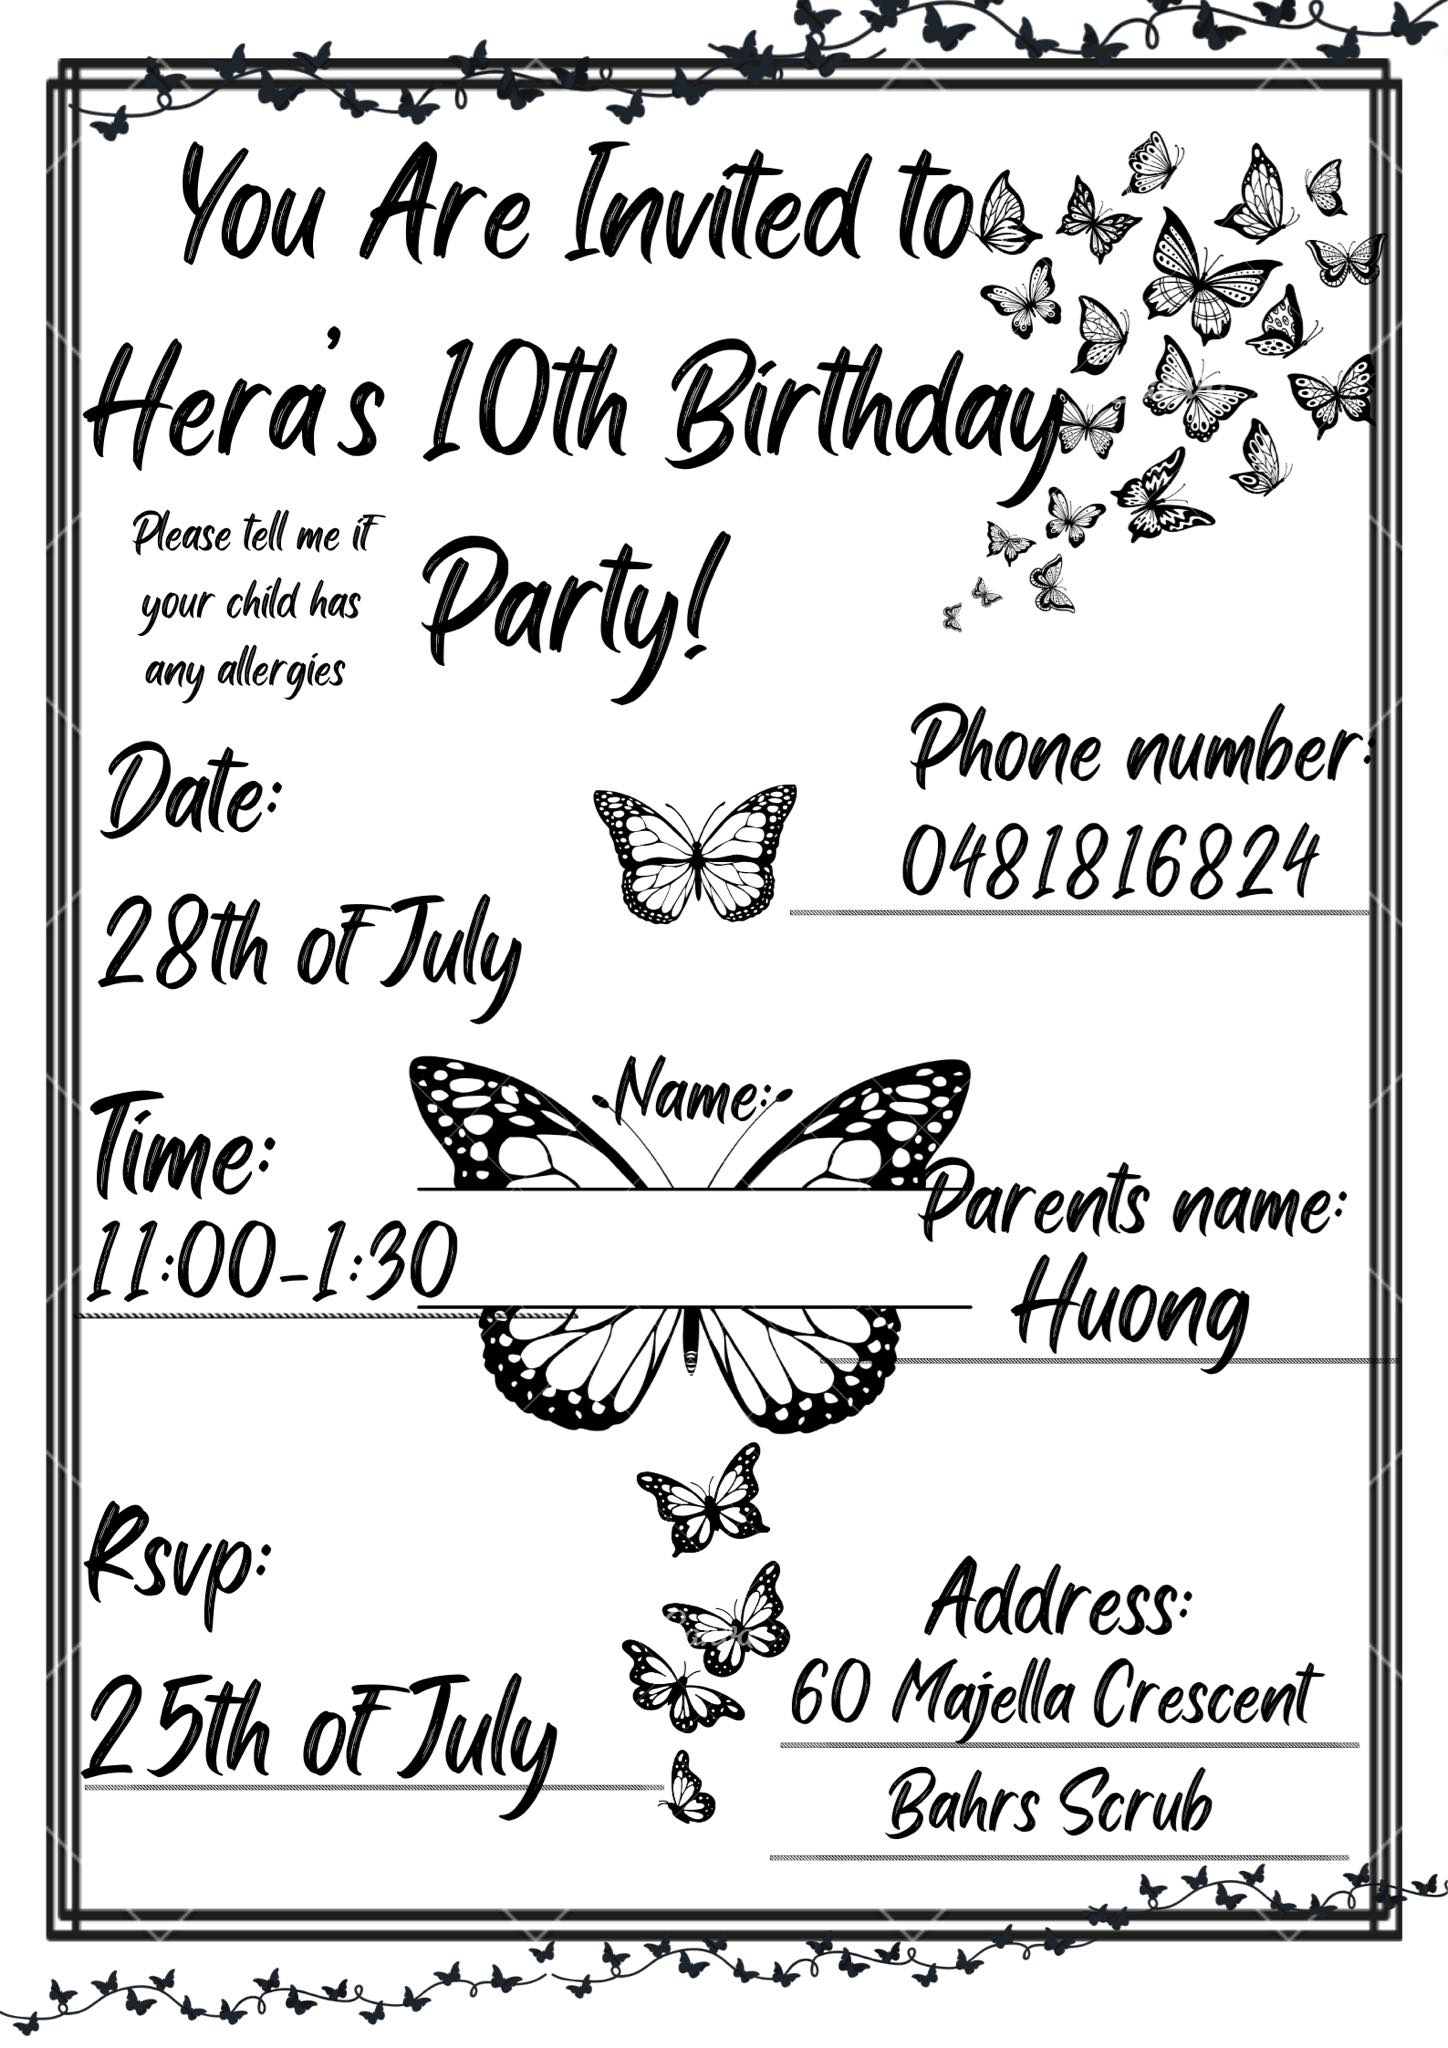 You Are Invited to
Hera's 10th Birthday
Party!
Please tell me if
your child has
any allergies
Phone number:
0481816824
Date:
28th of July
Name:
Time:
11:00-1:30
Parents name:
Huong
Rsvp:
25th of July
Address:
60 Majella Crescent
Bahrs Scrub